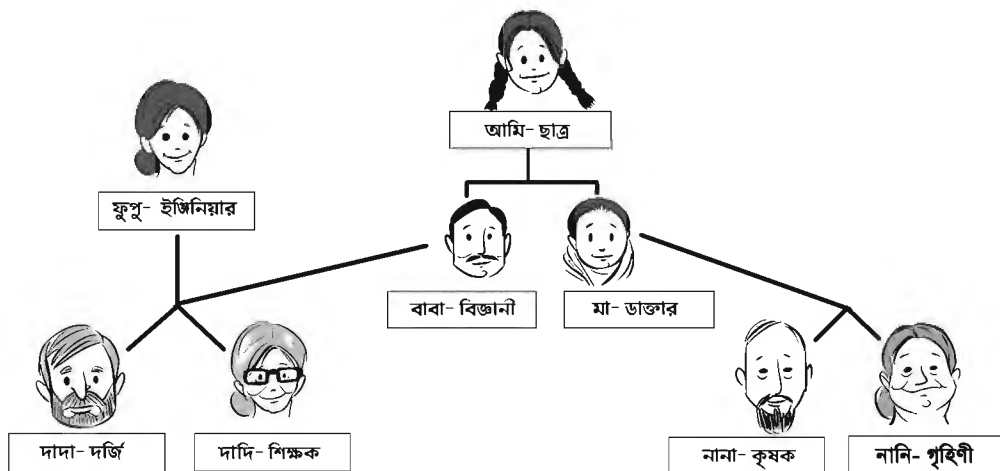 আমি- ছাত্র
ফুপু- ইঞ্জিনিয়ার
বাবা- বিজ্ঞানী
মা- ডাক্তার
দাদা- দর্জি
দাদি- শিক্ষক
নানা- কৃষক
নানি- গৃহিণী